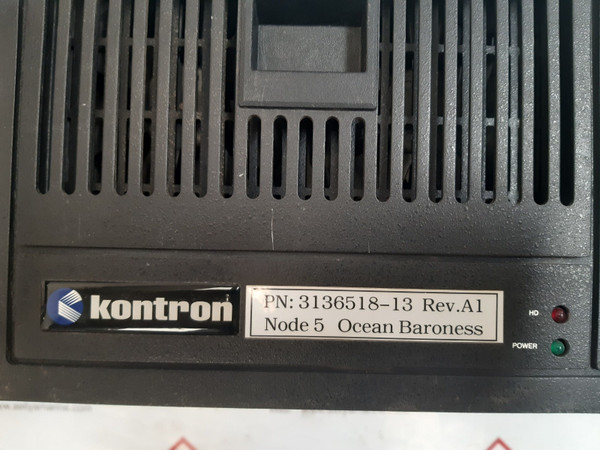 kontron
PN: 3136518-13 Rev.A1
Node 5 Ocean Baroness
HD
POWER